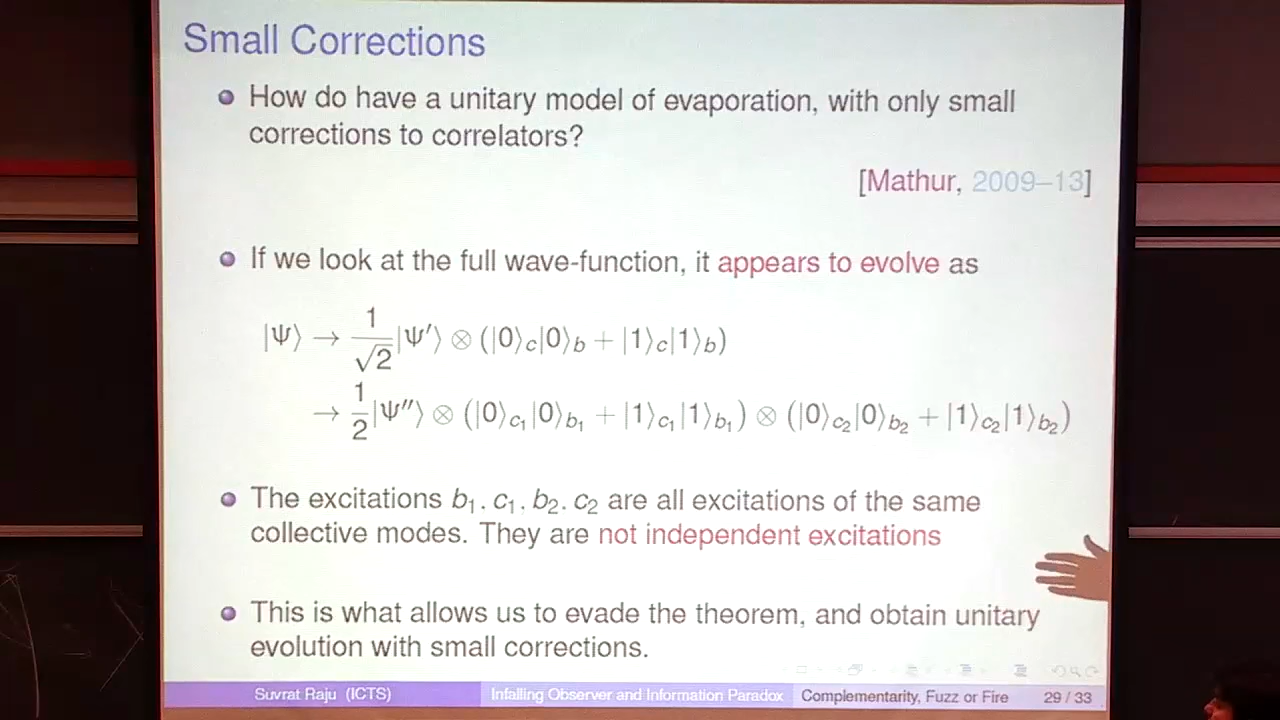 Small Corrections
How do have a unitary model of evaporation, with only small
corrections to correlators?
[Mathur, 2009–13]
If we look at the full wave-function, it appears to evolve as
|Ψ⟩ → 1/√2 |Ψ′⟩ ⊗ (|0⟩c|0⟩b + |1⟩c|1⟩b)
→ 1/2 |Ψ′′⟩ ⊗ (|0⟩c₁|0⟩b₁ + |1⟩c₁|1⟩b₁) ⊗ (|0⟩c₂|0⟩b₂ + |1⟩c₂|1⟩b₂)
The excitations b₁. c₁. b₂. c₂ are all excitations of the same
collective modes. They are not independent excitations
This is what allows us to evade the theorem, and obtain unitary
evolution with small corrections.
Suvrat Raju (ICTS) Infalling Observer and Information Paradox Complementarity, Fuzz or Fire 29 / 33